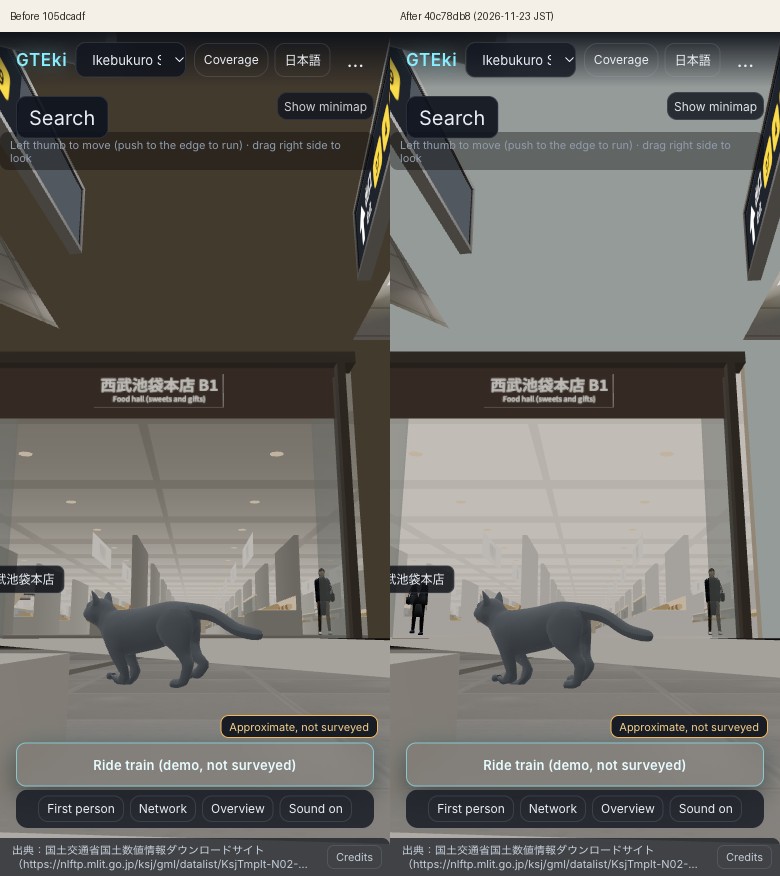 Before 105dcadf
After 40c78db8 (2026-11-23 JST)
GTEki
Ikebukuro S
Coverage
日本語
...
Search
Show minimap
Left thumb to move (push to the edge to run) · drag right side to
look
西武池袋本店 B1
Food hall (sweets and gifts)
武池袋本店
Approximate, not surveyed
Ride train (demo, not surveyed)
First person
Network
Overview
Sound on
出典：国土交通省国土数値情報ダウンロードサイト
（https://nlftp.mlit.go.jp/ksj/gml/datalist/KsjTmplt-N02-...
Credits
GTEki
Ikebukuro S
Coverage
日本語
...
Search
Show minimap
Left thumb to move (push to the edge to run) · drag right side to
look
西武池袋本店 B1
Food hall (sweets and gifts)
武池袋本店
Approximate, not surveyed
Ride train (demo, not surveyed)
First person
Network
Overview
Sound on
出典：国土交通省国土数値情報ダウンロードサイト
（https://nlftp.mlit.go.jp/ksj/gml/datalist/KsjTmplt-N02-...
Credits